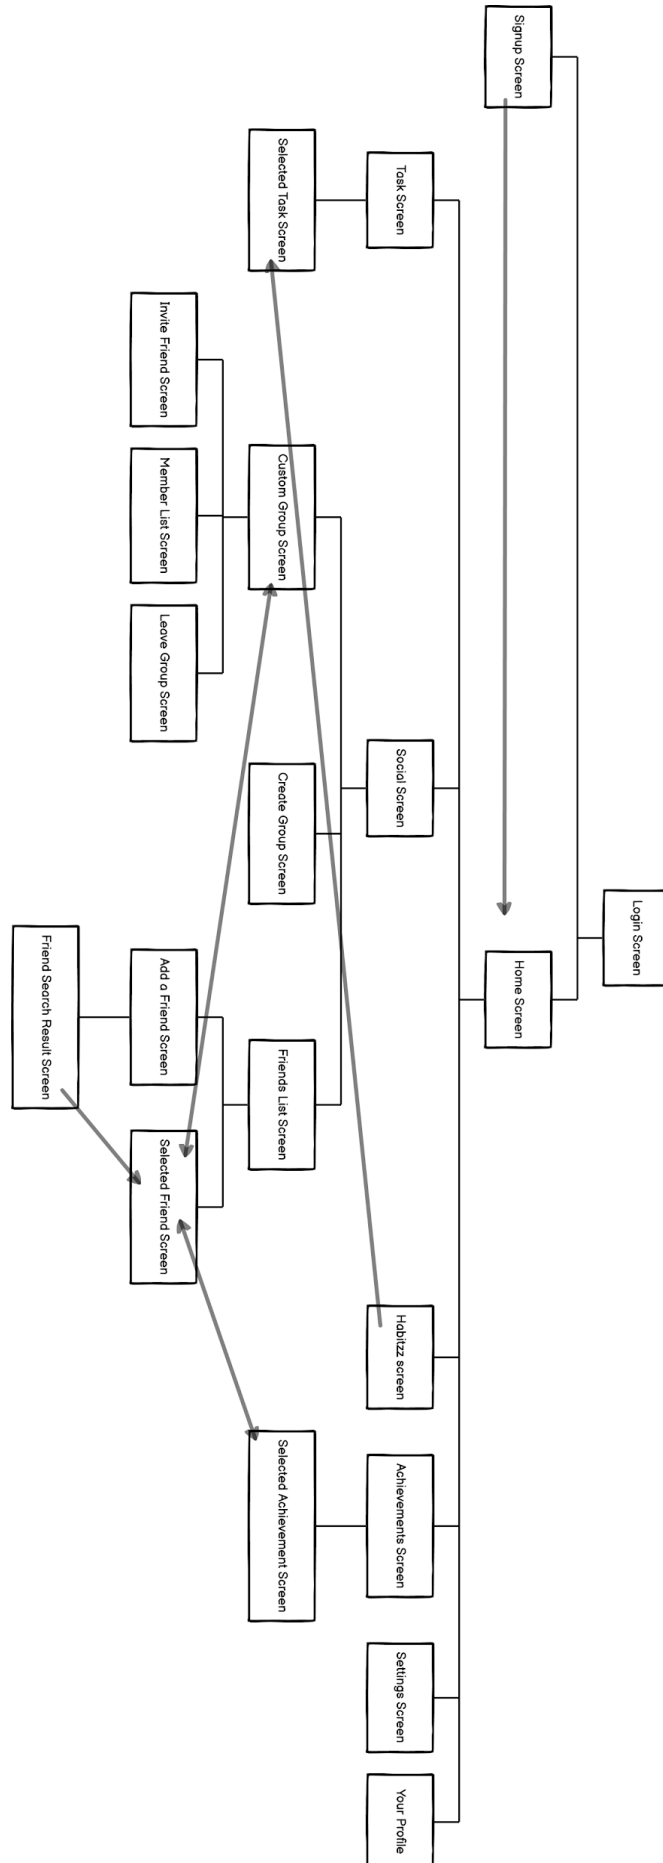 Login Screen
Signup Screen
Home Screen
Task Screen
Social Screen
Habitzz screen
Achievements Screen
Settings Screen
Your Profile
Selected Task Screen
Custom Group Screen
Create Group Screen
Friends List Screen
Selected Achievement Screen
Invite Friend Screen
Member List Screen
Leave Group Screen
Add a Friend Screen
Selected Friend Screen
Friend Search Result Screen